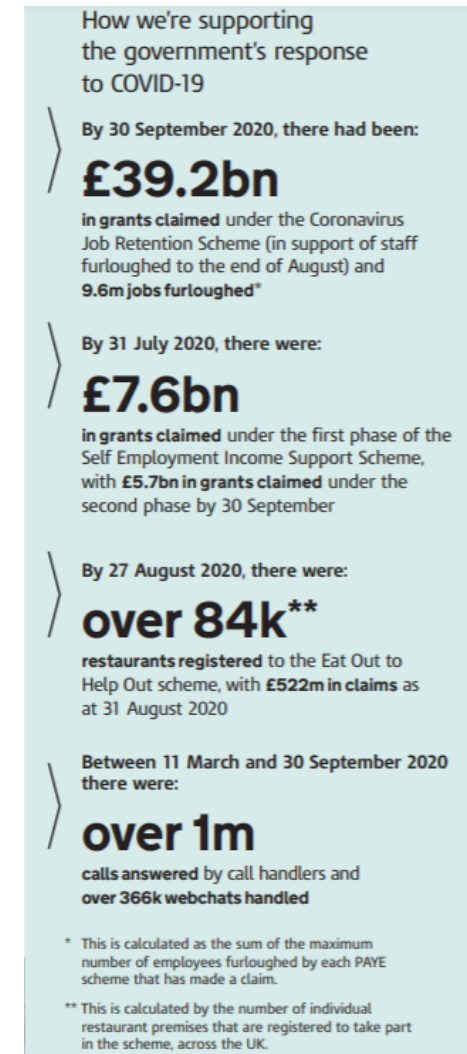 How we're supporting
the government's response
to COVID-19
By 30 September 2020, there had been:
£39.2bn
in grants claimed under the Coronavirus
Job Retention Scheme (in support of staff
furloughed to the end of August) and
9.6m jobs furloughed*
By 31 July 2020, there were:
£7.6bn
in grants claimed under the first phase of the
Self Employment Income Support Scheme,
with £5.7bn in grants claimed under the
second phase by 30 September
By 27 August 2020, there were:
over 84k**
restaurants registered to the Eat Out to
Help Out scheme, with £522m in claims as
at 31 August 2020
Between 11 March and 30 September 2020
there were:
over 1m
calls answered by call handlers and
over 366k webchats handled
* This is calculated as the sum of the maximum
number of employees furloughed by each PAYE
scheme that has made a claim.
** This is calculated by the number of individual
restaurant premises that are registered to take part
in the scheme, across the UK.